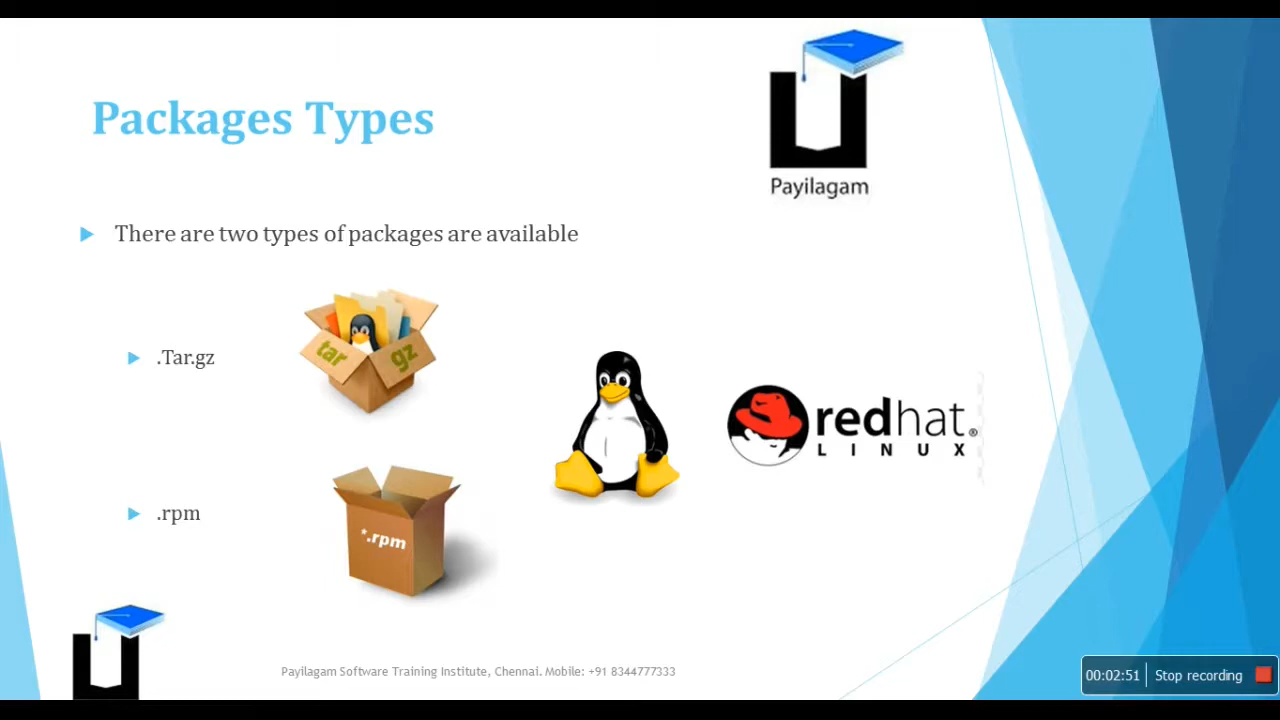 Packages Types
Payilagam
There are two types of packages are available
.Tar.gz
tar gz
redhat®
LINUX
.rpm
*.rpm
Payilagam Software Training Institute, Chennai. Mobile: +91 8344777333
00:02:51 Stop recording